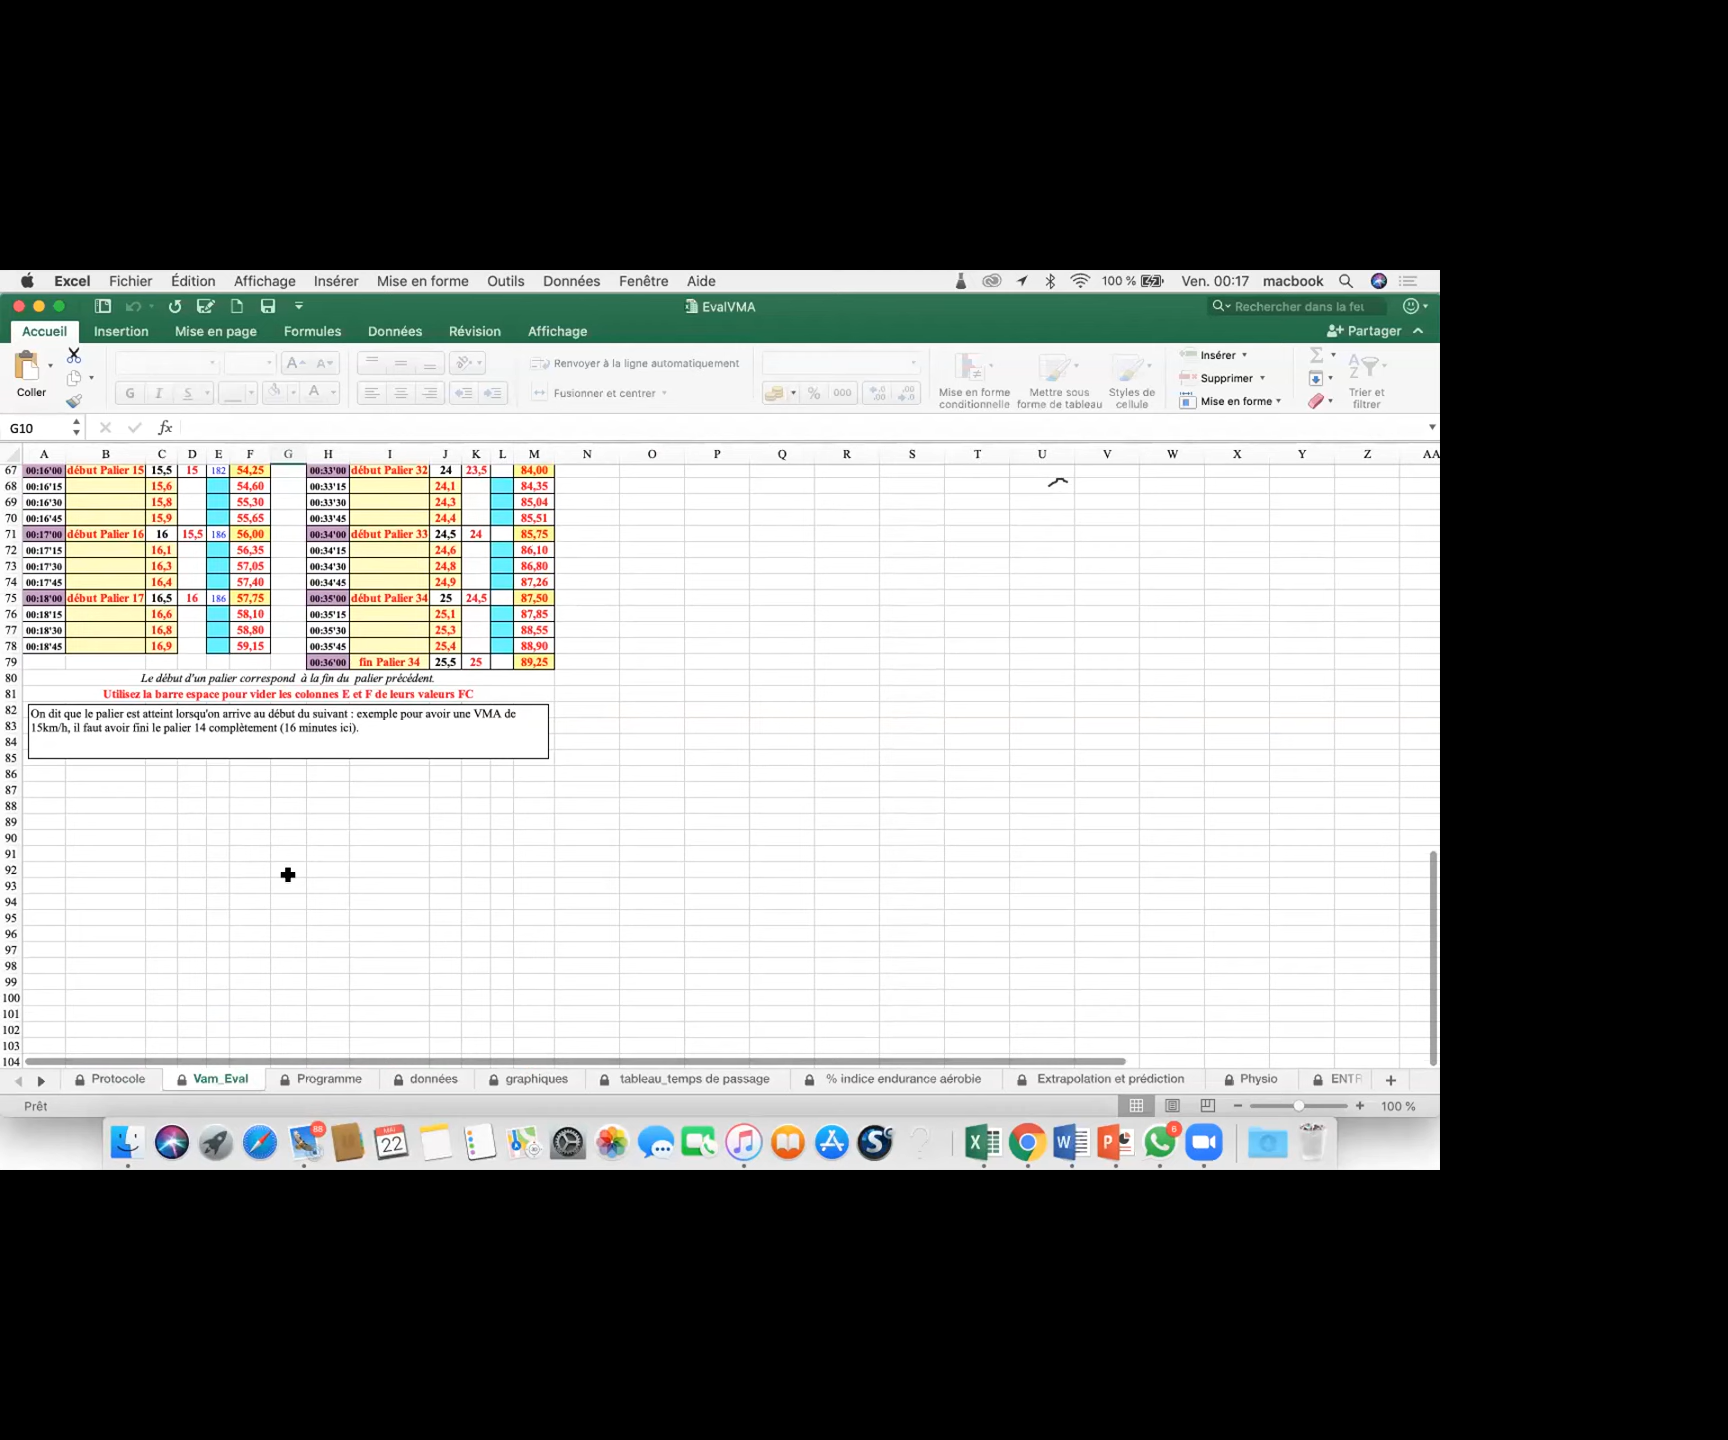 Excel Fichier Édition Affichage Insérer Mise en forme Outils Données Fenêtre Aide 100 % Ven. 00:17 macbook
EvalVMA Rechercher dans la feu
Accueil Insertion Mise en page Formules Données Révision Affichage Partager
Coller
G I S A
Renvoyer à la ligne automatiquement
Fusionner et centrer
% 000
Mise en forme conditionnelle
Mettre sous forme de tableau
Styles de cellule
Insérer
Supprimer
Mise en forme
Trier et filtrer
G10 fx
A B C D E F G H I J K L M N O P Q R S T U V W X Y Z AA
67 00:16'00 début Palier 15 15,5 15 182 54,25 00:33'00 début Palier 32 24 23,5 84,00
68 00:16'15 15,6 54,60 00:33'15 24,1 84,35
69 00:16'30 15,8 55,30 00:33'30 24,3 85,04
70 00:16'45 15,9 55,65 00:33'45 24,4 85,51
71 00:17'00 début Palier 16 16 15,5 186 56,00 00:34'00 début Palier 33 24,5 24 85,75
72 00:17'15 16,1 56,35 00:34'15 24,6 86,10
73 00:17'30 16,3 57,05 00:34'30 24,8 86,80
74 00:17'45 16,4 57,40 00:34'45 24,9 87,26
75 00:18'00 début Palier 17 16,5 16 186 57,75 00:35'00 début Palier 34 25 24,5 87,50
76 00:18'15 16,6 58,10 00:35'15 25,1 87,85
77 00:18'30 16,8 58,80 00:35'30 25,3 88,55
78 00:18'45 16,9 59,15 00:35'45 25,4 88,90
79 00:36'00 fin Palier 34 25,5 25 89,25
80 Le début d'un palier correspond à la fin du palier précédent.
81 Utilisez la barre espace pour vider les colonnes E et F de leurs valeurs FC
82 On dit que le palier est atteint lorsqu'on arrive au début du suivant : exemple pour avoir une VMA de
83 15km/h, il faut avoir fini le palier 14 complètement (16 minutes ici).
84
85
86
87
88
89
90
91
92
93
94
95
96
97
98
99
100
101
102
103
104
Protocole Vam_Eval Programme données graphiques tableau_temps de passage % indice endurance aérobie Extrapolation et prédiction Physio ENTR
Prêt 100 %
88 MAI 22 6